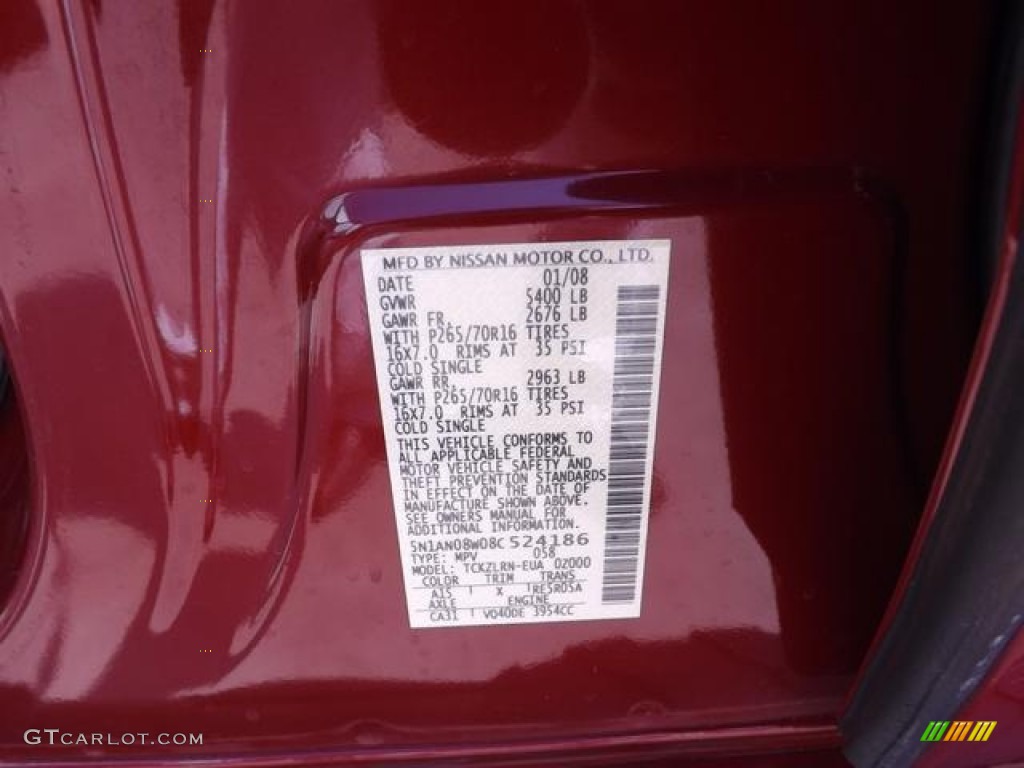 MFD BY NISSAN MOTOR CO., LTD.
DATE 01/08
GVWR 5400 LB
GAWR FR. 2676 LB
WITH P265/70R16 TIRES
16X7.0 RIMS AT 35 PSI
COLD SINGLE
GAWR RR. 2963 LB
WITH P265/70R16 TIRES
16X7.0 RIMS AT 35 PSI
COLD SINGLE
THIS VEHICLE CONFORMS TO
ALL APPLICABLE FEDERAL
MOTOR VEHICLE SAFETY AND
THEFT PREVENTION STANDARDS
IN EFFECT ON THE DATE OF
MANUFACTURE SHOWN ABOVE.
SEE OWNERS MANUAL FOR
ADDITIONAL INFORMATION.
5N1AN08W08C524186
TYPE: MPV 058
MODEL: TCKZLRN-EUA 02000
COLOR TRIM TRANS
A15 X RE5R05A
AXLE ENGINE
CA31 VQ40DE 3954CC
GTCARLOT.COM